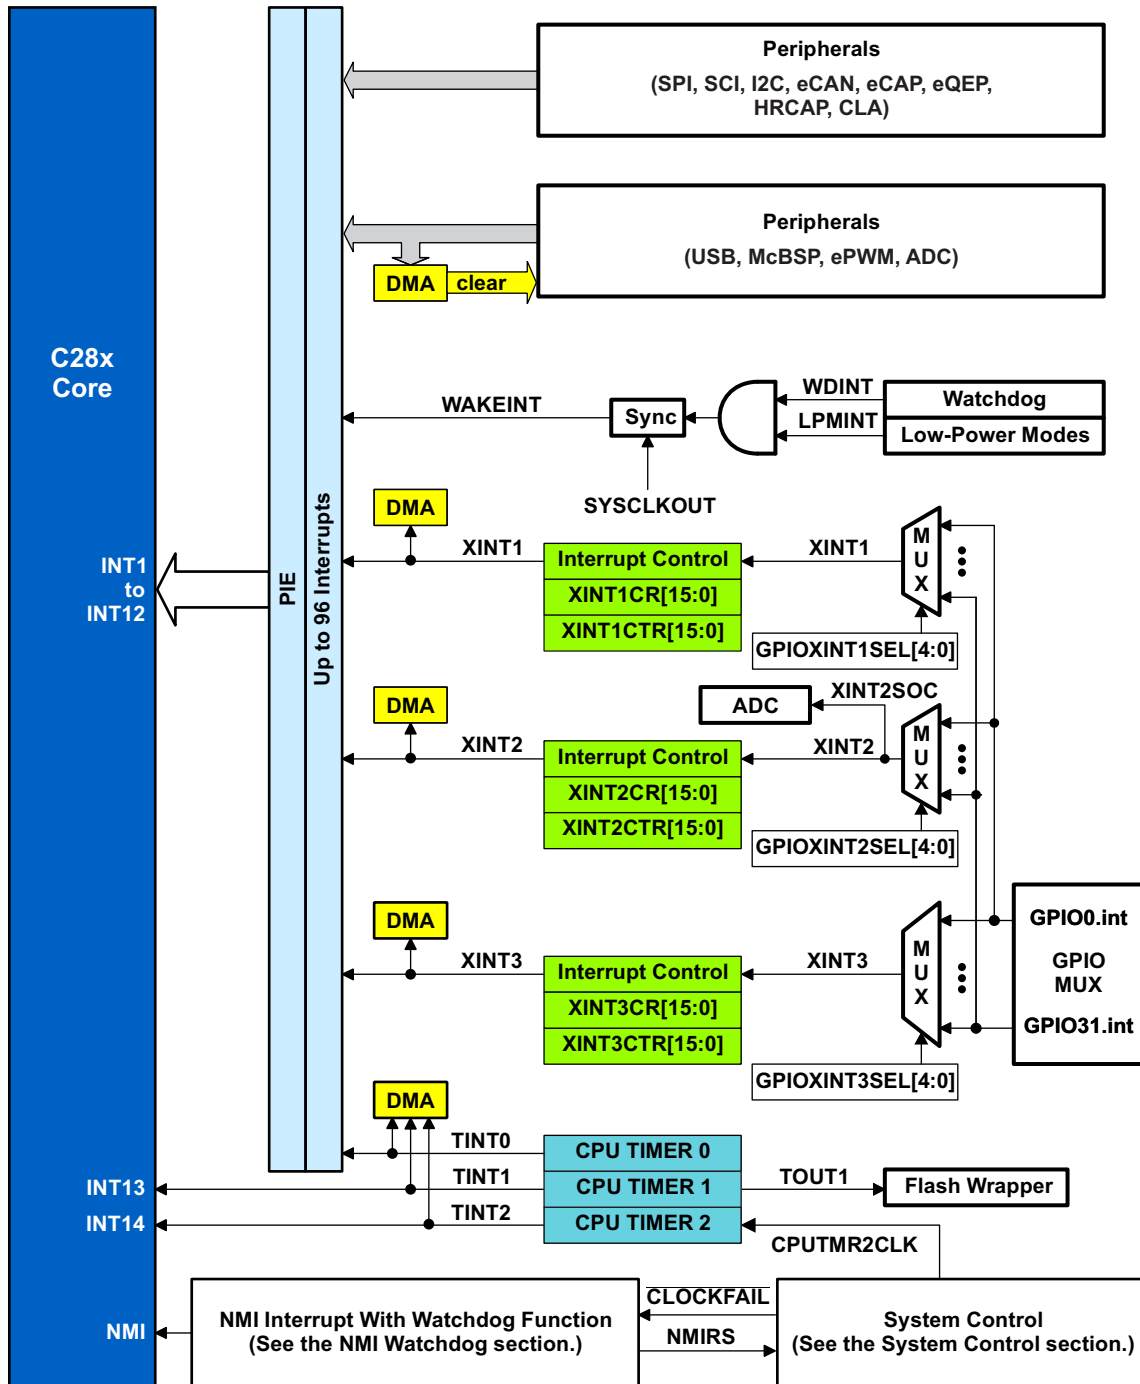 Peripherals
(SPI, SCI, I2C, eCAN, eCAP, eQEP,
HRCAP, CLA)
Peripherals
(USB, McBSP, ePWM, ADC)
DMA
clear
C28x
Core
WAKEINT
Sync
WDINT
LPMINT
Watchdog
Low-Power Modes
SYSCLKOUT
PIE
Up to 96 Interrupts
INT1
to
INT12
DMA
XINT1
Interrupt Control
XINT1CR[15:0]
XINT1CTR[15:0]
XINT1
MUX
GPIOXINT1SEL[4:0]
DMA
XINT2
Interrupt Control
XINT2CR[15:0]
XINT2CTR[15:0]
ADC
XINT2SOC
XINT2
MUX
GPIOXINT2SEL[4:0]
DMA
XINT3
Interrupt Control
XINT3CR[15:0]
XINT3CTR[15:0]
XINT3
MUX
GPIOXINT3SEL[4:0]
GPIO0.int
GPIO
MUX
GPIO31.int
DMA
TINT0
CPU TIMER 0
INT13
TINT1
CPU TIMER 1
TOUT1
Flash Wrapper
INT14
TINT2
CPU TIMER 2
CPUTMR2CLK
NMI
NMI Interrupt With Watchdog Function
(See the NMI Watchdog section.)
CLOCKFAIL
NMIRS
System Control
(See the System Control section.)